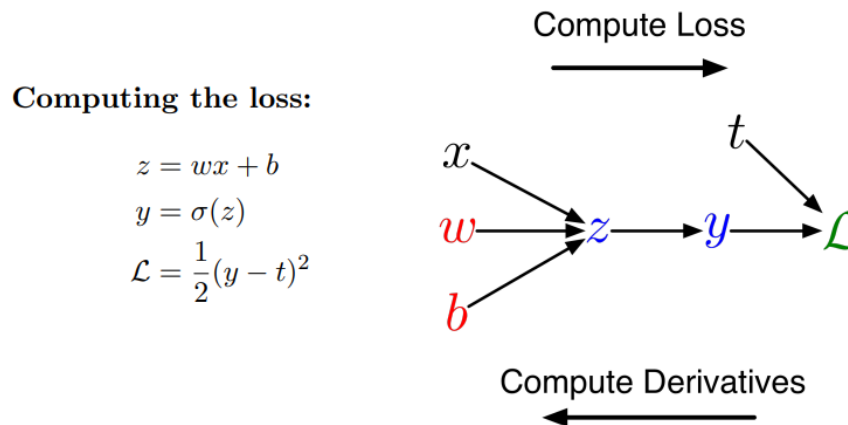 Compute Loss
Computing the loss:
z = wx + b
y = σ(z)
ℒ = 1/2 (y − t)²
x
t
w
z
y
ℒ
b
Compute Derivatives